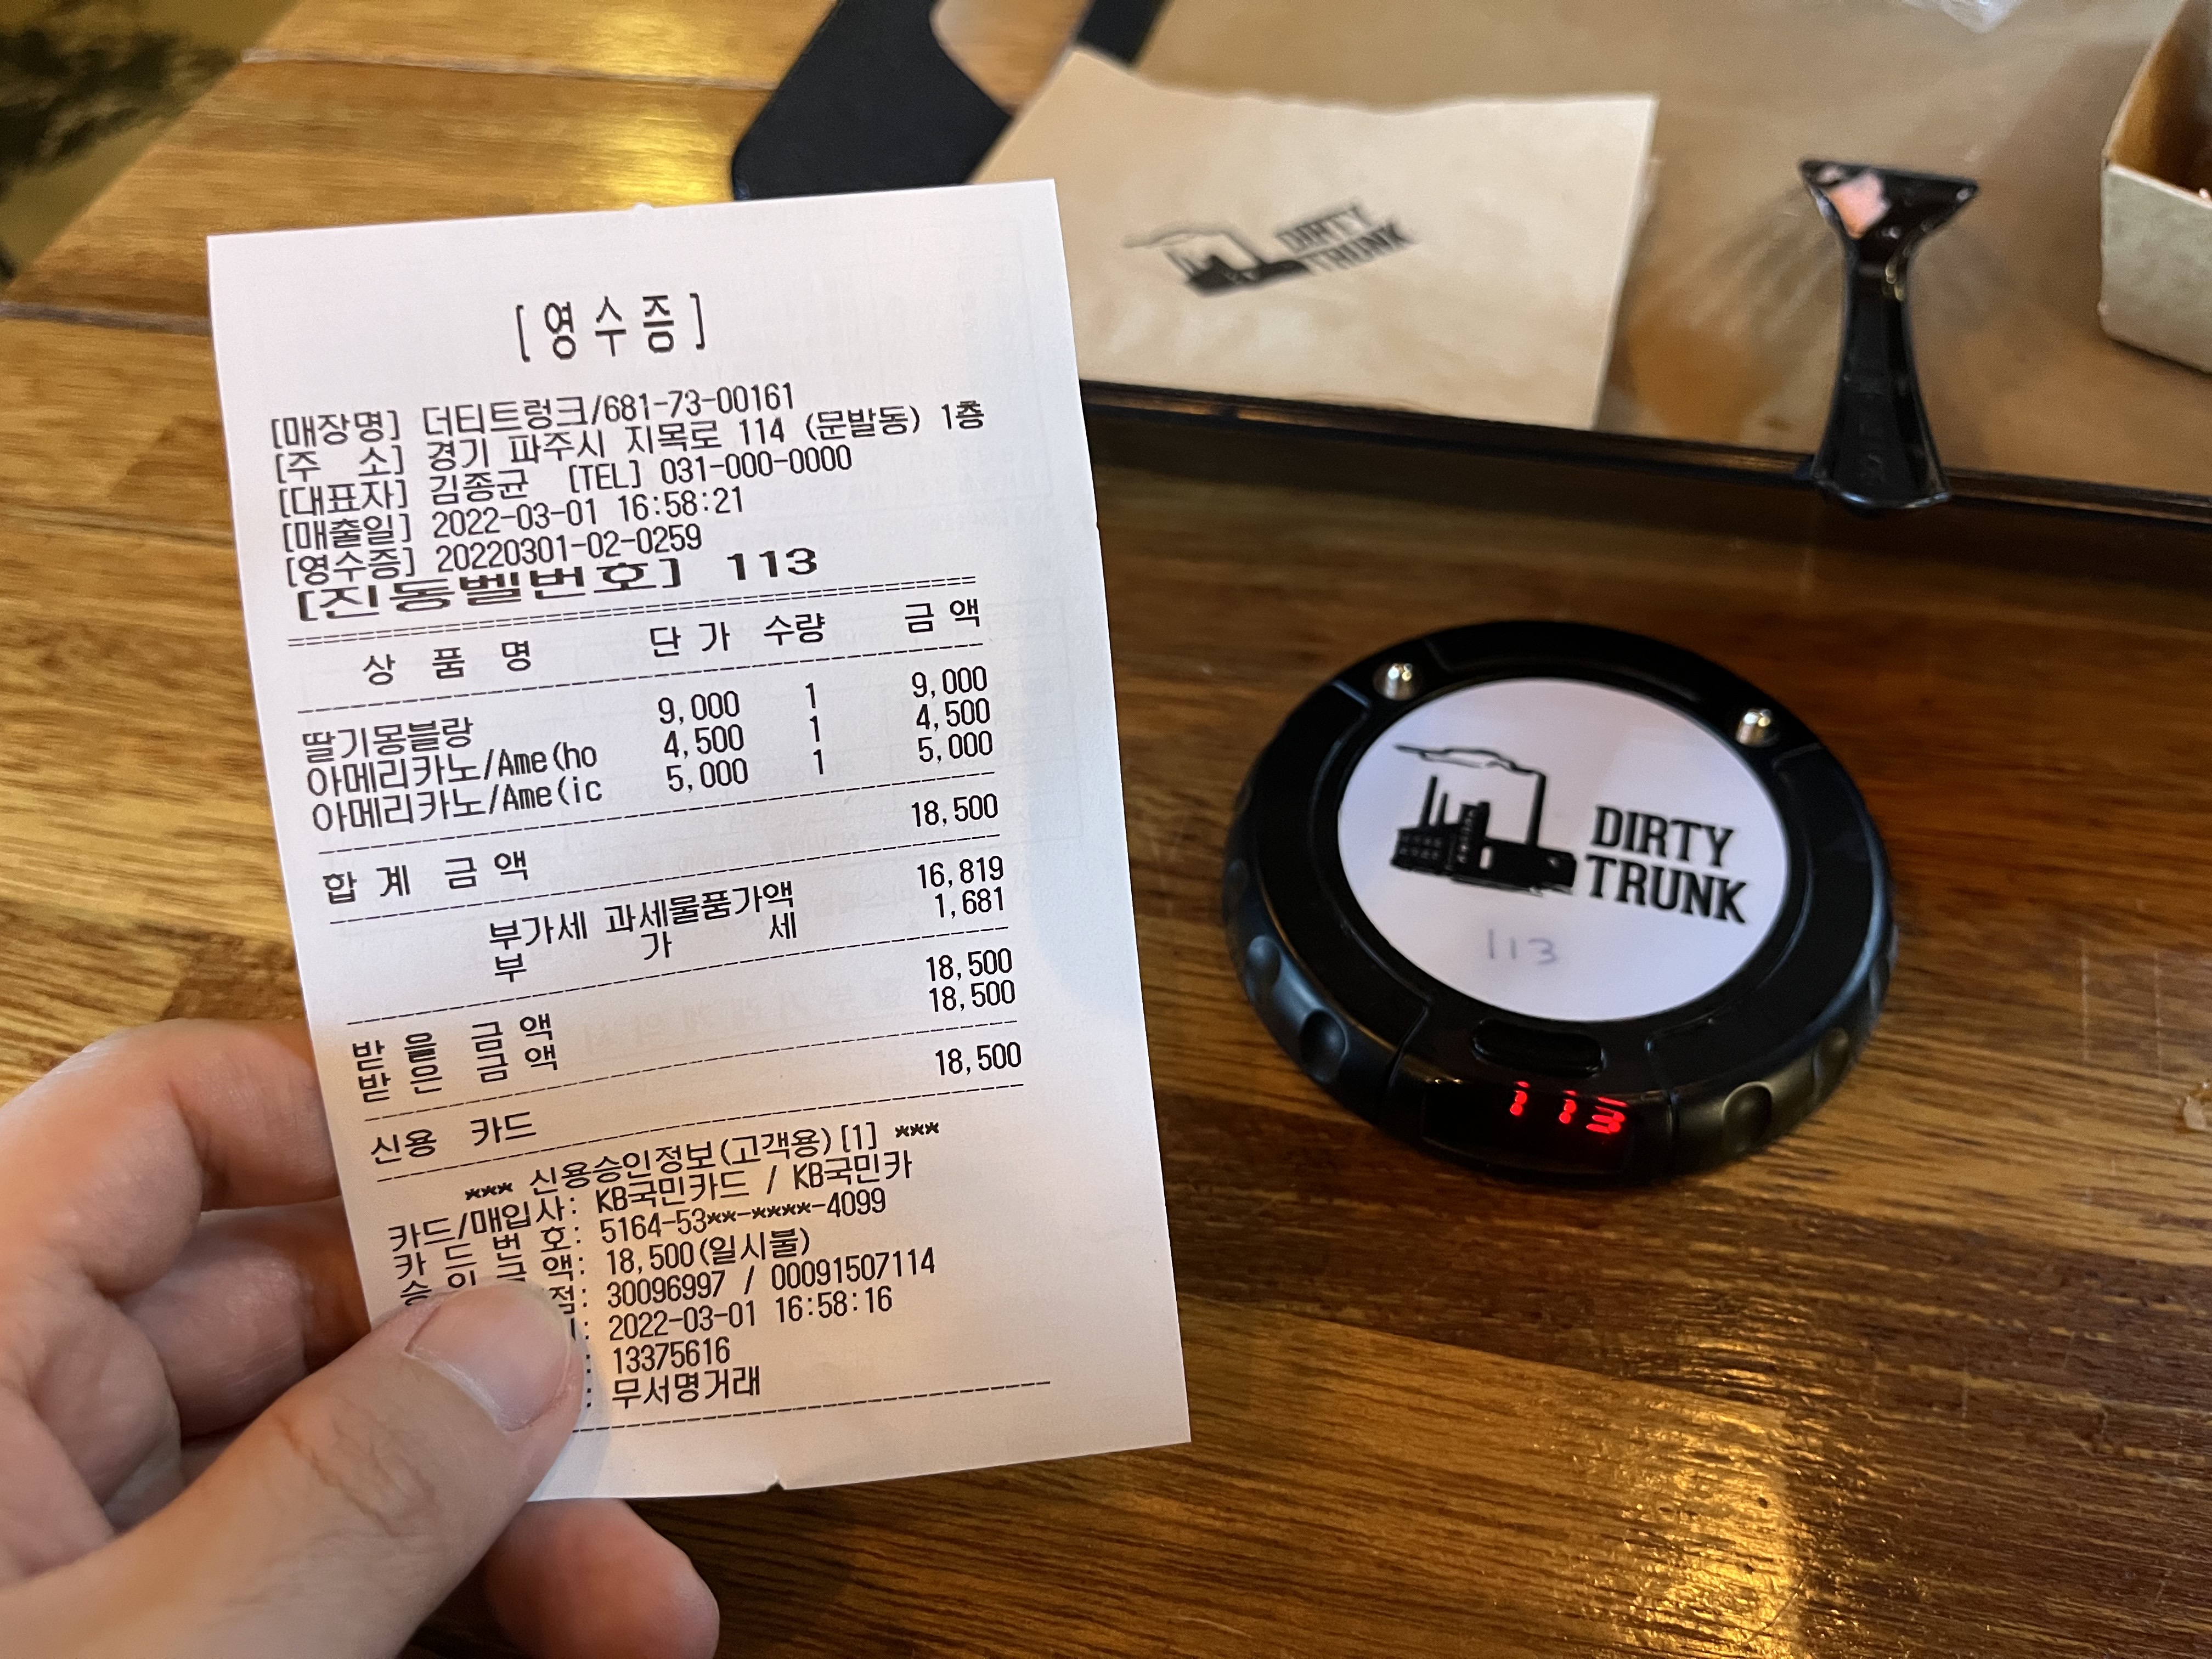 [영수증]
[매장명] 더티트렁크/681-73-00161
[주 소] 경기 파주시 지목로 114 (문발동) 1층
[대표자] 김종균 [TEL] 031-000-0000
[매출일] 2022-03-01 16:58:21
[영수증] 20220301-02-0259
[진동벨번호] 113
상 품 명 단 가 수량 금 액
딸기몽블랑 9,000 1 9,000
아메리카노/Ame(ho 4,500 1 4,500
아메리카노/Ame(ic 5,000 1 5,000
합 계 금 액 18,500
부가세 과세물품가액 16,819
부 가 세 1,681
받 을 금 액 18,500
받 은 금 액 18,500
신용 카드 18,500
*** 신용승인정보(고객용)[1] ***
카드/매입사: KB국민카드 / KB국민카
카 드 번 호: 5164-53**-****-4099
승 인 금 액: 18,500(일시불)
점: 30096997 / 00091507114
: 2022-03-01 16:58:16
: 13375616
: 무서명거래
DIRTY
TRUNK
DIRTY
TRUNK
113
113